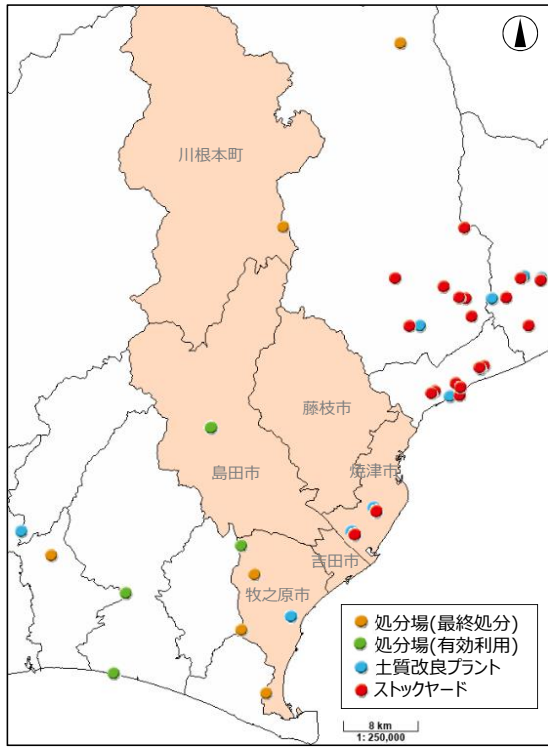 川根本町
藤枝市
焼津市
島田市
吉田市
牧之原市
処分場(最終処分)
処分場(有効利用)
土質改良プラント
ストックヤード
8 km
1: 250,000